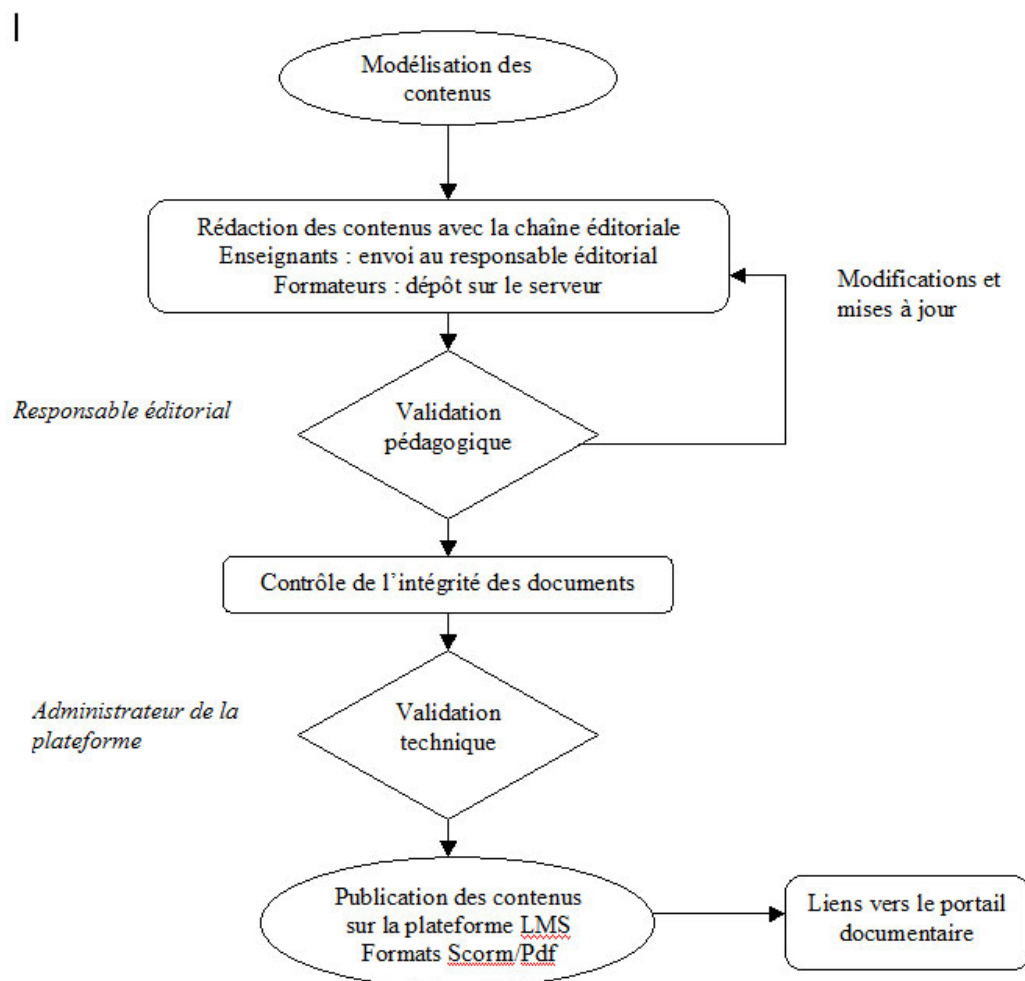 Modélisation des
contenus
Rédaction des contenus avec la chaîne éditoriale
Enseignants : envoi au responsable éditorial
Formateurs : dépôt sur le serveur
Modifications et
mises à jour
Responsable éditorial
Validation
pédagogique
Contrôle de l’intégrité des documents
Administrateur de la
plateforme
Validation
technique
Publication des contenus
sur la plateforme LMS
Formats Scorm/Pdf
Liens vers le portail
documentaire